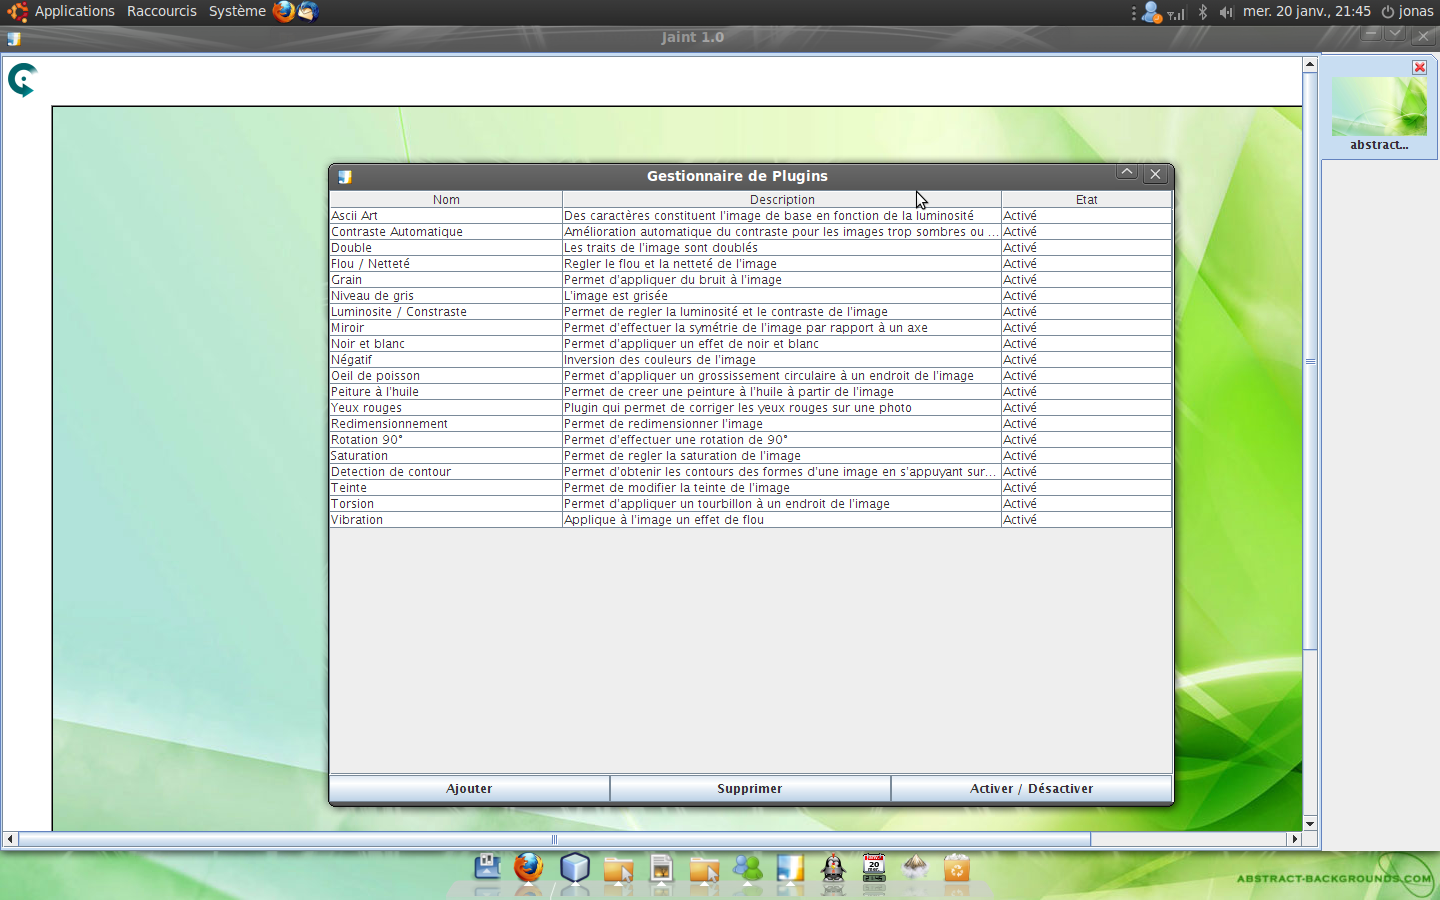 Applications Raccourcis Système mer. 20 janv., 21:45 jonas
Jaint 1.0
abstract...
Gestionnaire de Plugins
Nom Description Etat
Ascii Art Des caractères constituent l'image de base en fonction de la luminosité Activé
Contraste Automatique Amélioration automatique du contraste pour les images trop sombres ou ... Activé
Double Les traits de l'image sont doublés Activé
Flou / Netteté Regler le flou et la netteté de l'image Activé
Grain Permet d'appliquer du bruit à l'image Activé
Niveau de gris L'image est grisée Activé
Luminosite / Constraste Permet de regler la luminosité et le contraste de l'image Activé
Miroir Permet d'effectuer la symétrie de l'image par rapport à un axe Activé
Noir et blanc Permet d'appliquer un effet de noir et blanc Activé
Négatif Inversion des couleurs de l'image Activé
Oeil de poisson Permet d'appliquer un grossissement circulaire à un endroit de l'image Activé
Peiture à l'huile Permet de creer une peinture à l'huile à partir de l'image Activé
Yeux rouges Plugin qui permet de corriger les yeux rouges sur une photo Activé
Redimensionnement Permet de redimensionner l'image Activé
Rotation 90° Permet d'effectuer une rotation de 90° Activé
Saturation Permet de regler la saturation de l'image Activé
Detection de contour Permet d'obtenir les contours des formes d'une image en s'appuyant sur... Activé
Teinte Permet de modifier la teinte de l'image Activé
Torsion Permet d'appliquer un tourbillon à un endroit de l'image Activé
Vibration Applique à l'image un effet de flou Activé
Ajouter Supprimer Activer / Désactiver
20
ABSTRACT-BACKGROUNDS.COM